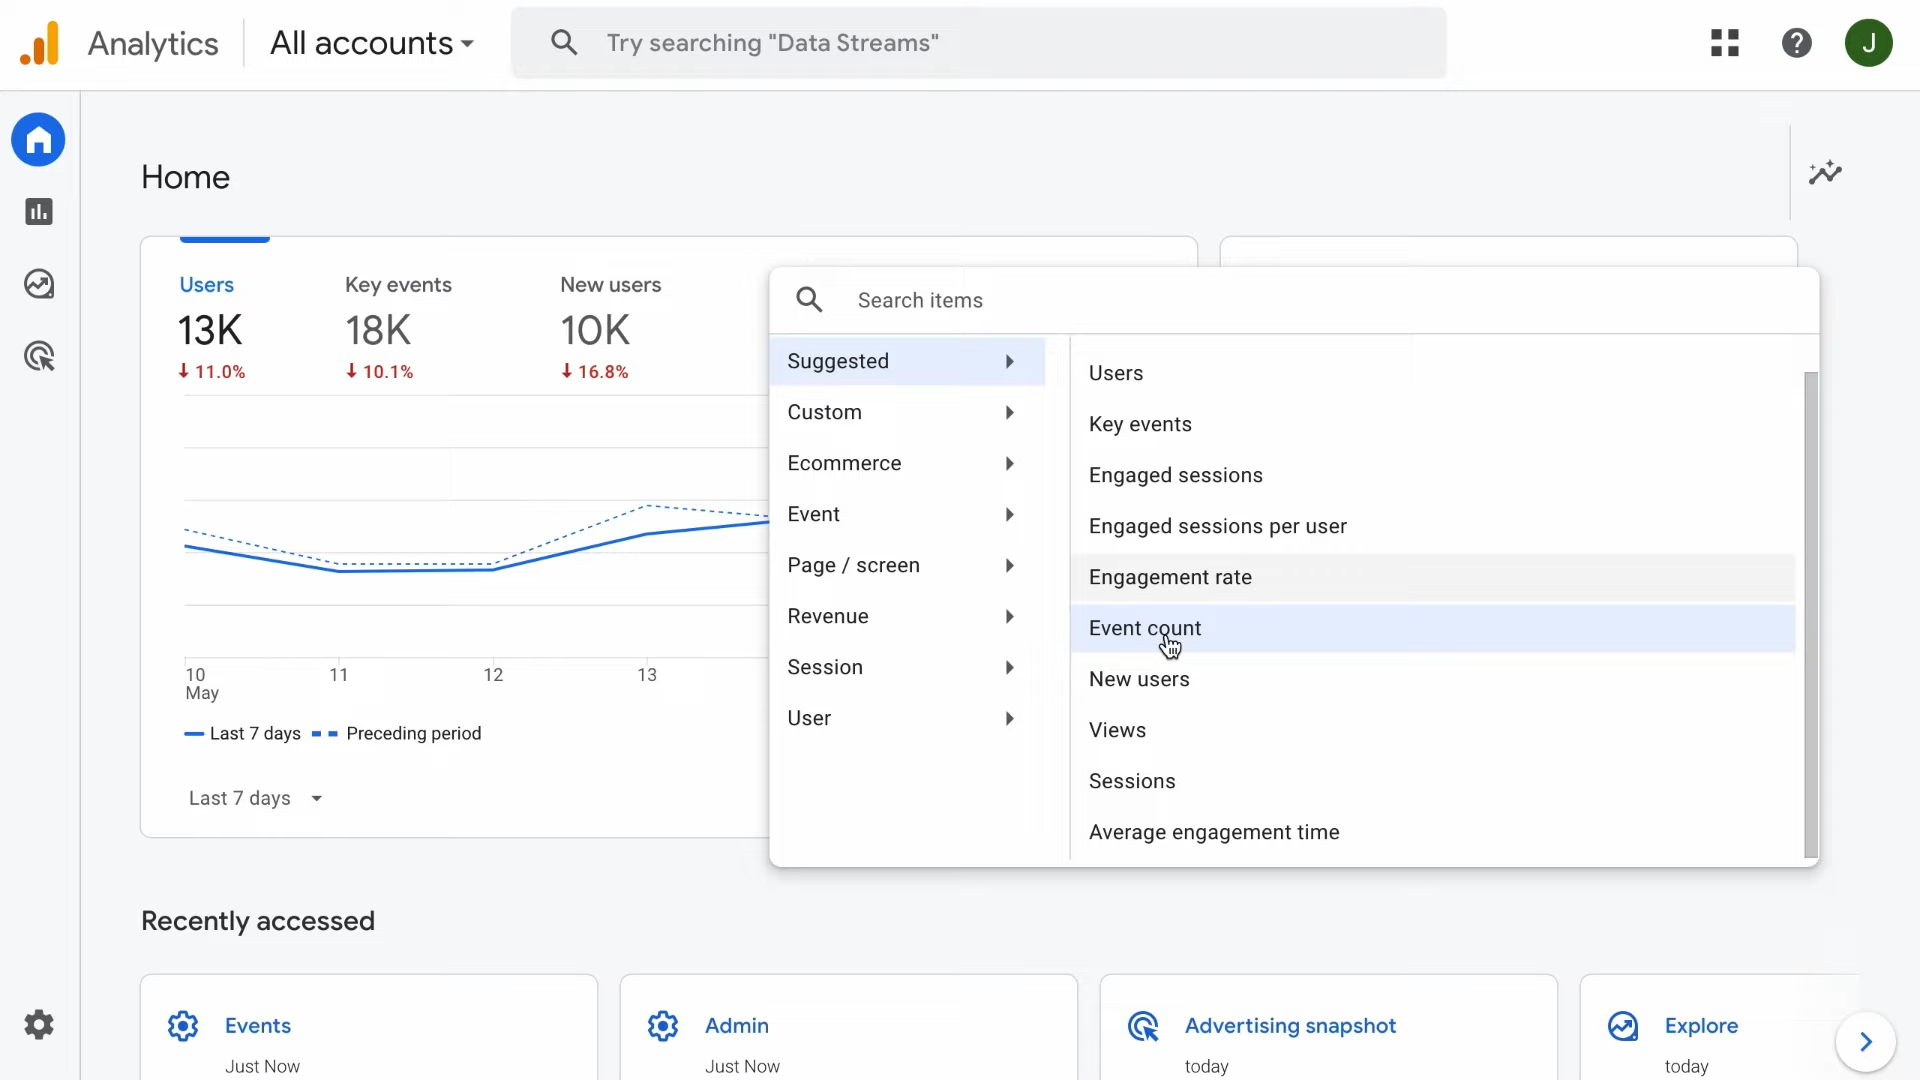 Analytics
All accounts
Try searching "Data Streams"
J
Home
Users
13K
11.0%
Key events
18K
10.1%
New users
10K
16.8%
10
May
11
12
13
Last 7 days
Preceding period
Last 7 days
Search items
Suggested
Custom
Ecommerce
Event
Page / screen
Revenue
Session
User
Users
Key events
Engaged sessions
Engaged sessions per user
Engagement rate
Event count
New users
Views
Sessions
Average engagement time
Recently accessed
Events
Just Now
Admin
Just Now
Advertising snapshot
today
Explore
today